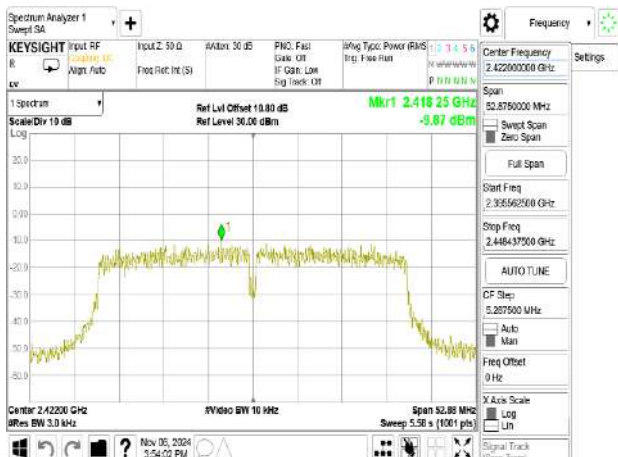 Spectrum Analyzer 1
Swept SA
+
Frequency
KEYSIGHT
R
Input: RF
Coupling: DC
Align: Auto
Input Z: 50 Ω
Freq Ref: Int (S)
#Atten: 30 dB
PNO: Fast
Gate: Off
IF Gain: Low
Sig Track: Off
#Avg Type: Power (RMS
Trig: Free Run
1 2 3 4 5 6
P N N N N N
1 Spectrum
Scale/Div 10 dB
Ref Lvl Offset 10.80 dB
Ref Level 30.00 dBm
Mkr1 2.418 25 GHz
-9.87 dBm
Log
20.0
10.0
0.00
-10.0
-20.0
-30.0
-40.0
-50.0
-60.0
1
Center 2.42200 GHz
#Res BW 3.0 kHz
#Video BW 10 kHz
Span 52.88 MHz
Sweep 5.58 s (1001 pts)
Nov 06, 2024
3:54:02 PM
Settings
Center Frequency
2.422000000 GHz
Span
52.8750000 MHz
Swept Span
Zero Span
Full Span
Start Freq
2.395562500 GHz
Stop Freq
2.448437500 GHz
AUTO TUNE
CF Step
5.287500 MHz
Auto
Man
Freq Offset
0 Hz
X Axis Scale
Log
Lin
Signal Track